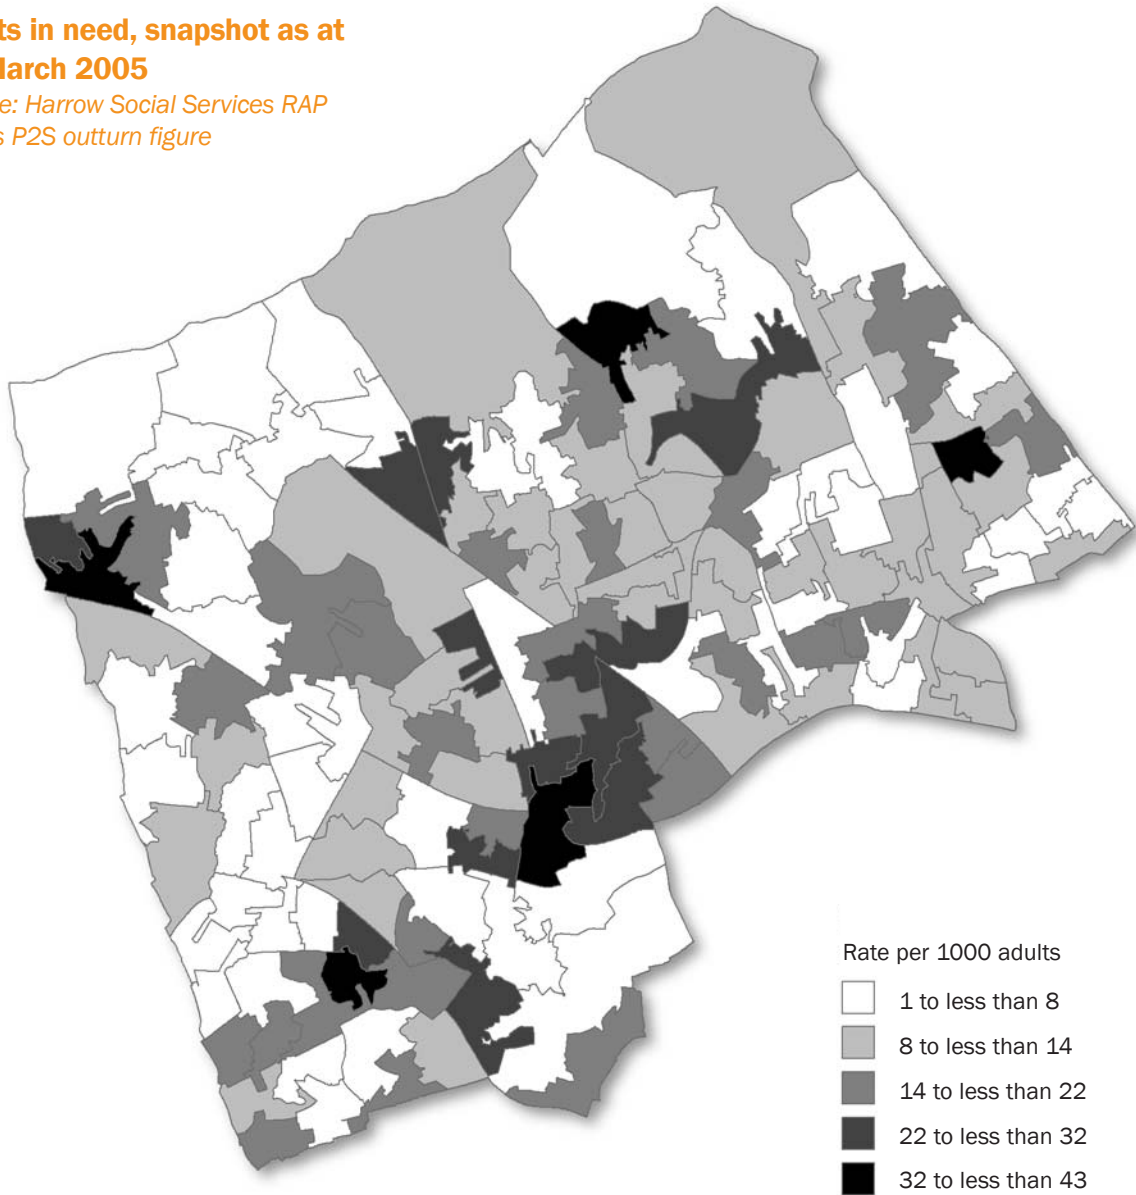 ts in need, snapshot as at
March 2005
e: Harrow Social Services RAP
s P2S outturn figure
Rate per 1000 adults
1 to less than 8
8 to less than 14
14 to less than 22
22 to less than 32
32 to less than 43